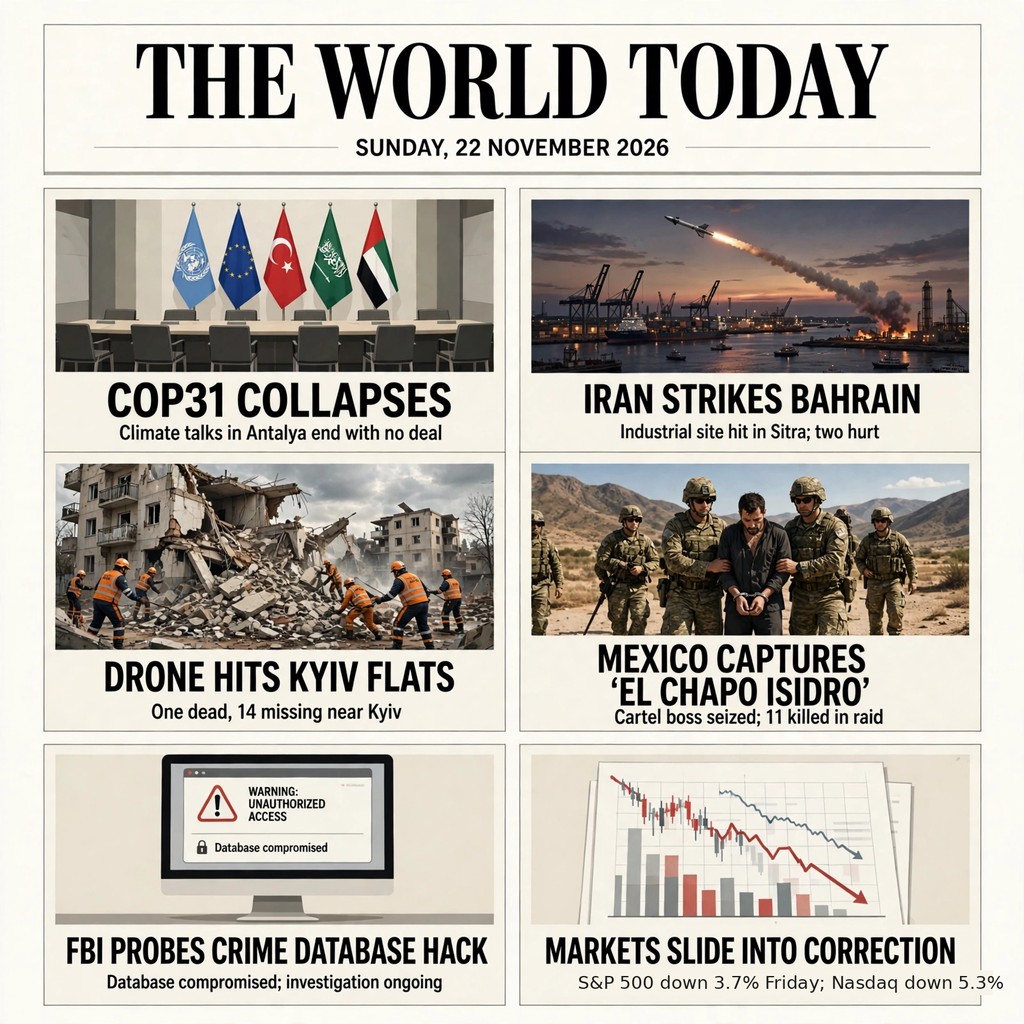 THE WORLD TODAY
SUNDAY, 22 NOVEMBER 2026
COP31 COLLAPSES
Climate talks in Antalya end with no deal
IRAN STRIKES BAHRAIN
Industrial site hit in Sitra; two hurt
DRONE HITS KYIV FLATS
One dead, 14 missing near Kyiv
MEXICO CAPTURES
‘EL CHAPO ISIDRO’
Cartel boss seized; 11 killed in raid
WARNING:
UNAUTHORIZED
ACCESS
Database compromised
FBI PROBES CRIME DATABASE HACK
Database compromised; investigation ongoing
MARKETS SLIDE INTO CORRECTION
S&P 500 down 3.7% Friday; Nasdaq down 5.3%